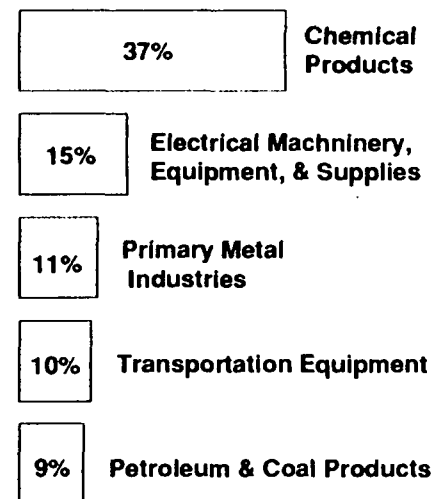 37%
Chemical
Products
15%
Electrical Machninery,
Equipment, & Supplies
11%
Primary Metal
Industries
10%
Transportation Equipment
9%
Petroleum & Coal Products